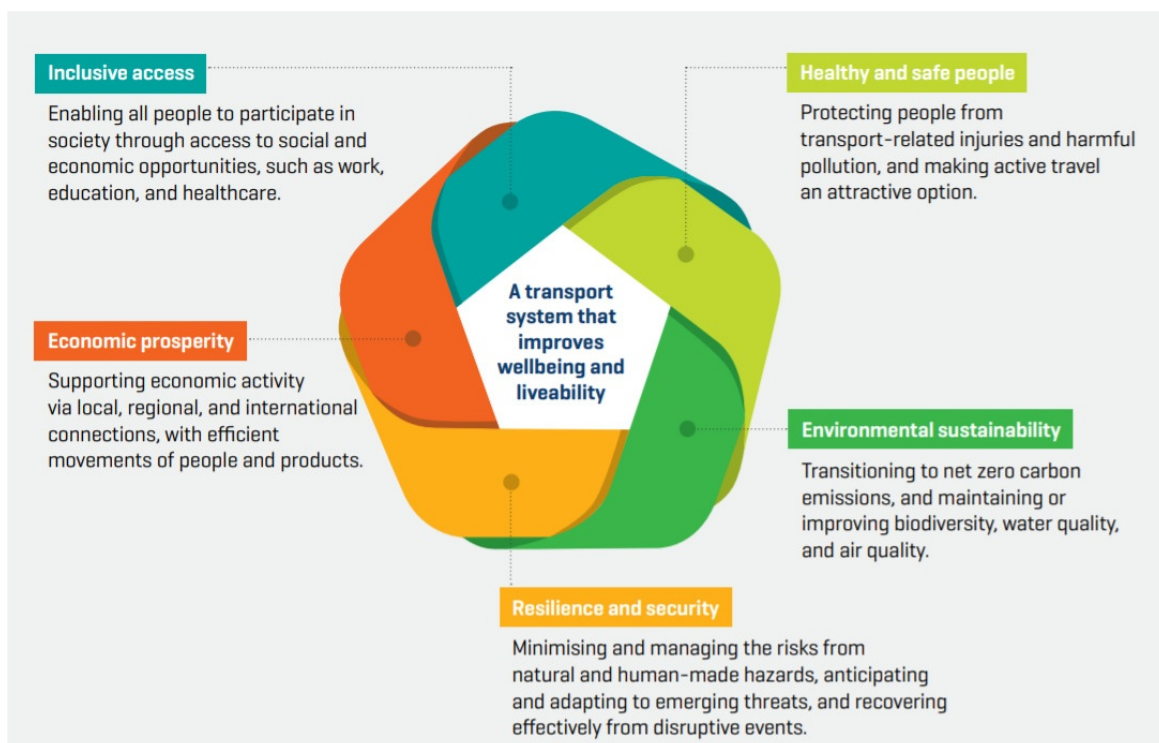 Inclusive access
Enabling all people to participate in
society through access to social and
economic opportunities, such as work,
education, and healthcare.
Healthy and safe people
Protecting people from
transport-related injuries and harmful
pollution, and making active travel
an attractive option.
A transport
system that
improves
wellbeing and
liveability
Economic prosperity
Supporting economic activity
via local, regional, and international
connections, with efficient
movements of people and products.
Environmental sustainability
Transitioning to net zero carbon
emissions, and maintaining or
improving biodiversity, water quality,
and air quality.
Resilience and security
Minimising and managing the risks from
natural and human-made hazards, anticipating
and adapting to emerging threats, and recovering
effectively from disruptive events.